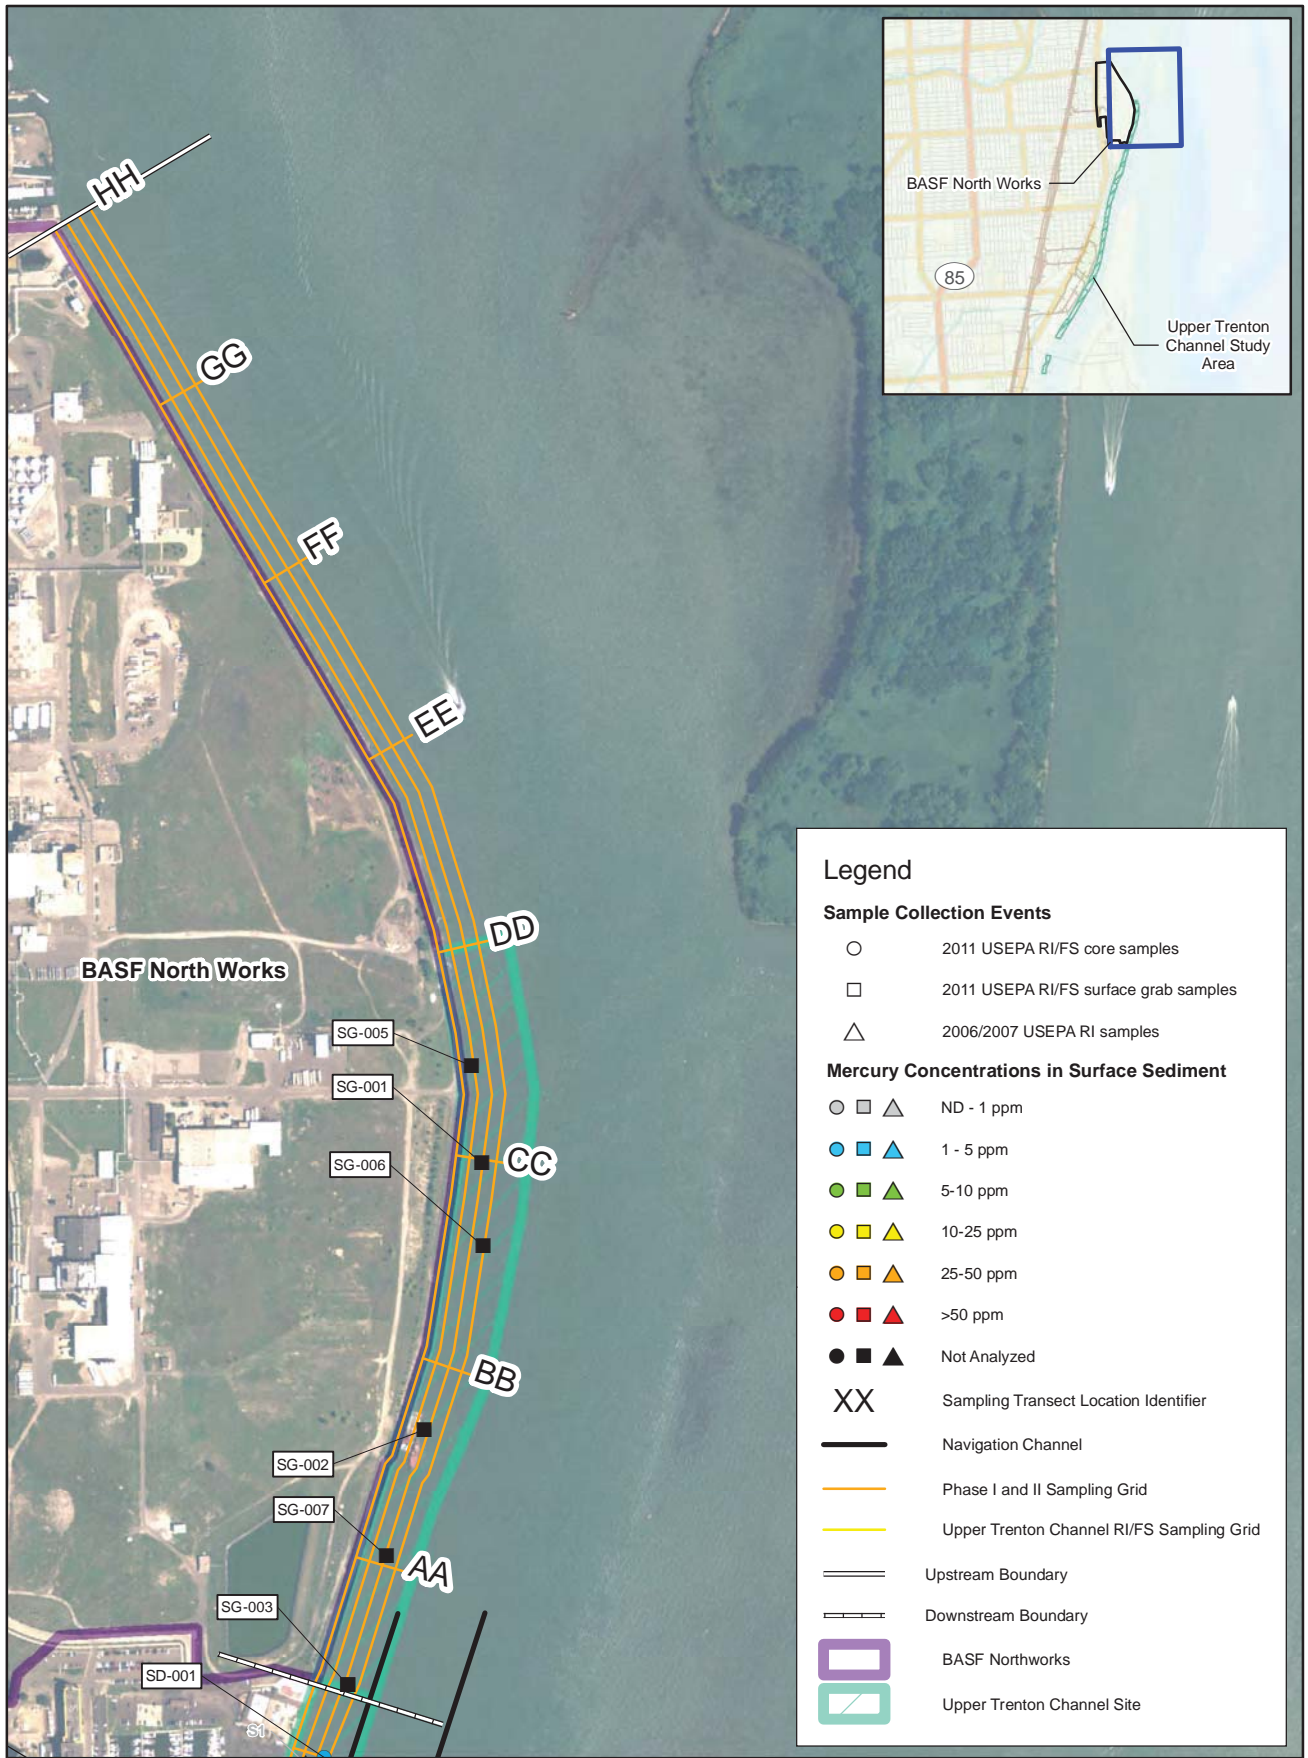 HH
GG
FF
EE
DD
CC
BB
AA
BASF North Works
SG-005
SG-001
SG-006
SG-002
SG-007
SG-003
SD-001
S1
BASF North Works
85
Upper Trenton
Channel Study
Area
Legend
Sample Collection Events
2011 USEPA RI/FS core samples
2011 USEPA RI/FS surface grab samples
2006/2007 USEPA RI samples
Mercury Concentrations in Surface Sediment
ND - 1 ppm
1 - 5 ppm
5-10 ppm
10-25 ppm
25-50 ppm
>50 ppm
Not Analyzed
XX Sampling Transect Location Identifier
Navigation Channel
Phase I and II Sampling Grid
Upper Trenton Channel RI/FS Sampling Grid
Upstream Boundary
Downstream Boundary
BASF Northworks
Upper Trenton Channel Site